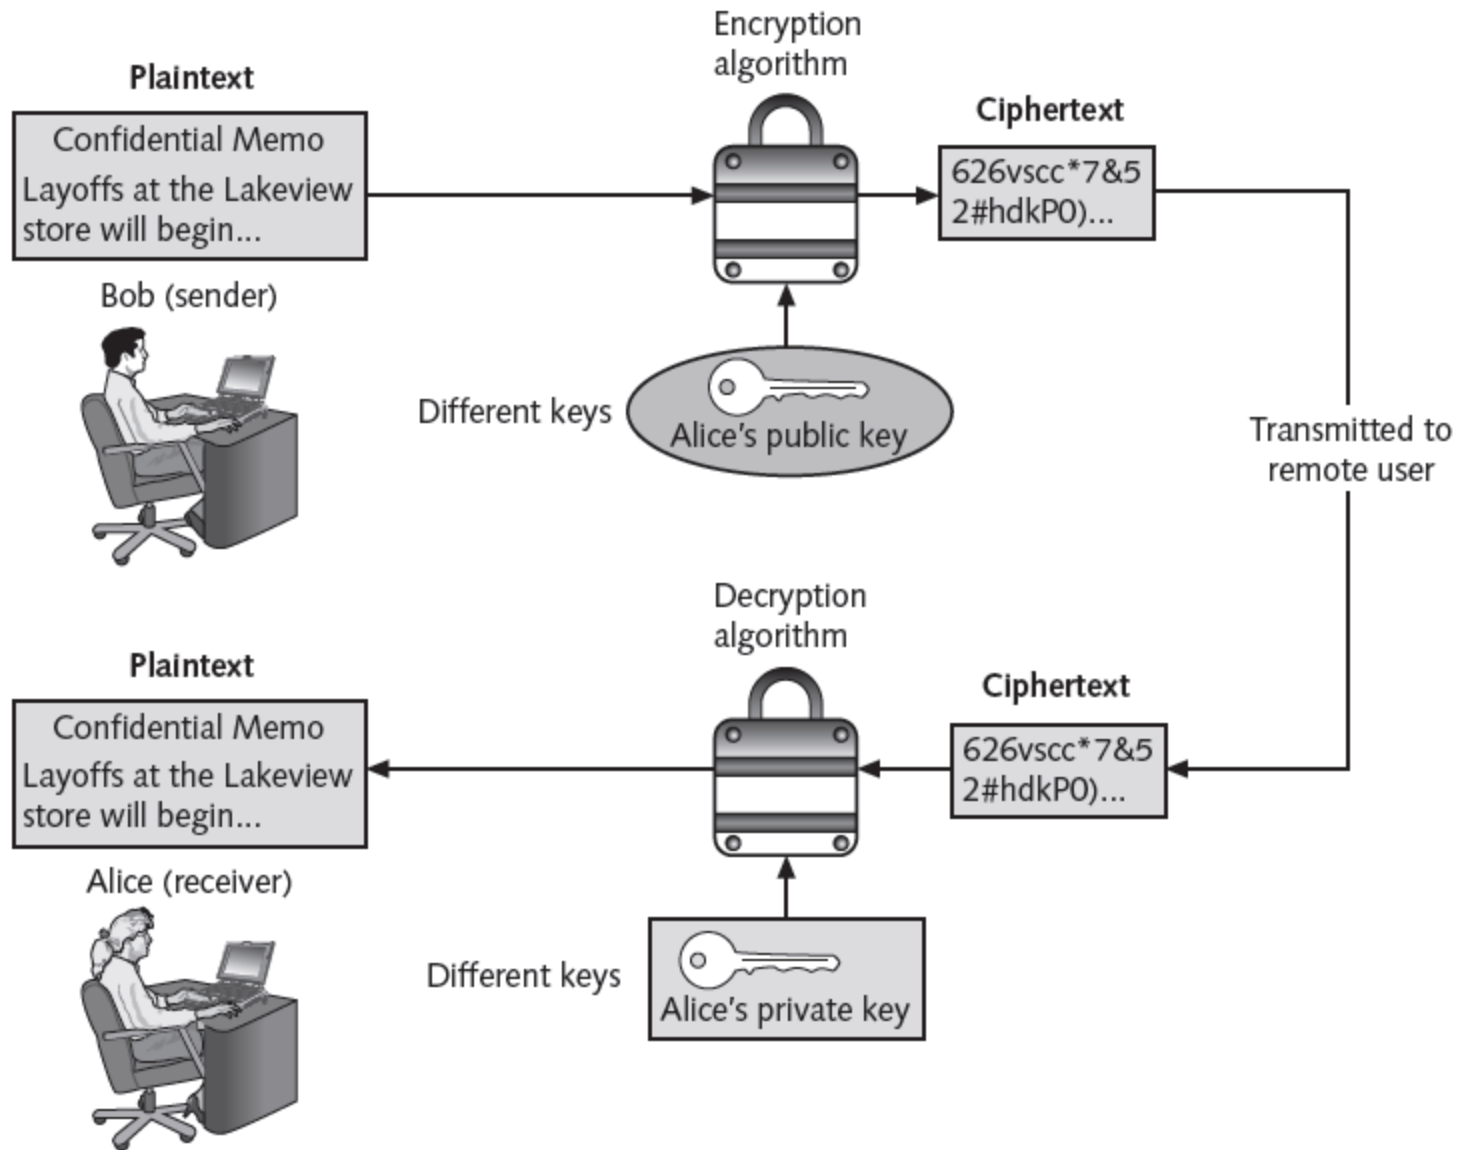 Encryption
algorithm
Plaintext
Ciphertext
Confidential Memo
Layoffs at the Lakeview
store will begin...
626vscc*7&5
2#hdkP0)...
Bob (sender)
Different keys
Alice's public key
Transmitted to
remote user
Decryption
algorithm
Plaintext
Ciphertext
Confidential Memo
Layoffs at the Lakeview
store will begin...
626vscc*7&5
2#hdkP0)...
Alice (receiver)
Different keys
Alice's private key